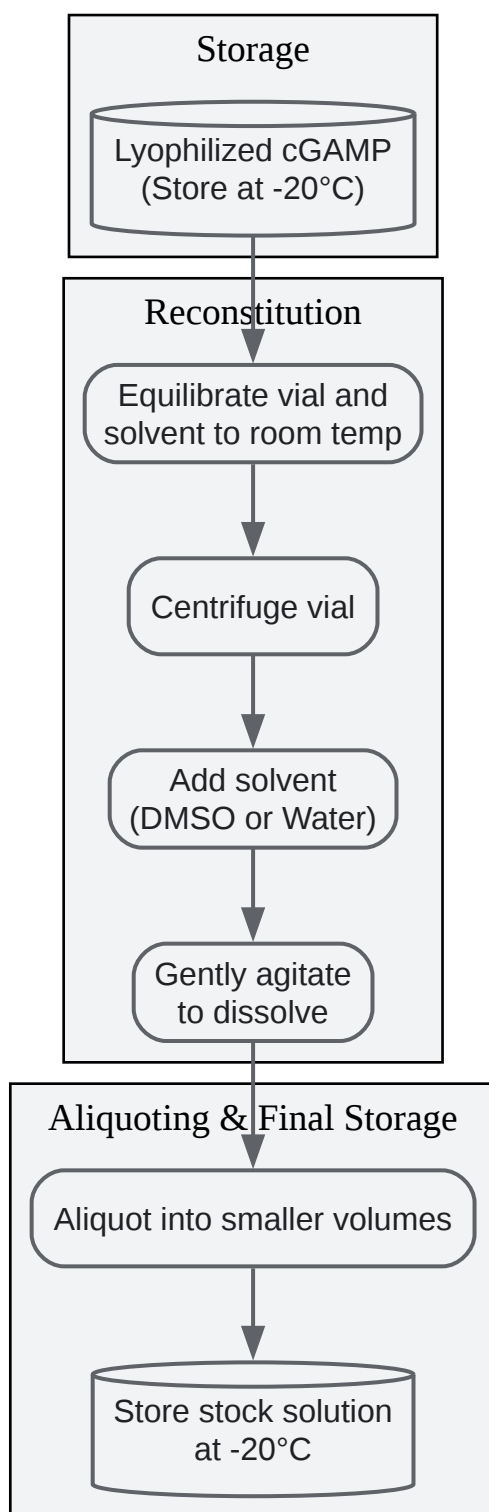 Storage
Lyophilized cGAMP
(Store at -20°C)
Reconstitution
Equilibrate vial and
solvent to room temp
Centrifuge vial
Add solvent
(DMSO or Water)
Gently agitate
to dissolve
Aliquoting & Final Storage
Aliquot into smaller volumes
Store stock solution
at -20°C